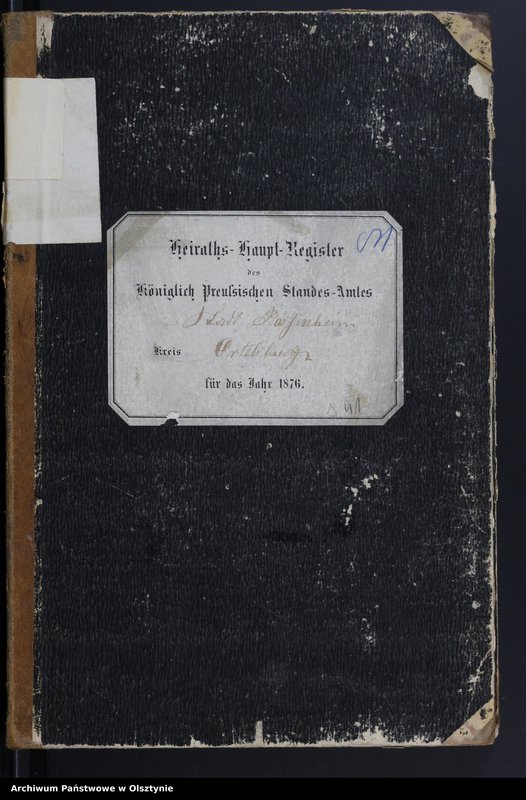 Heiraths-Haupt-Register
des
Königlich Preußischen Standes-Amtes
Stadt Passenheim
Kreis Ortelsburg
für das Jahr 1876.
Archiwum Państwowe w Olsztynie